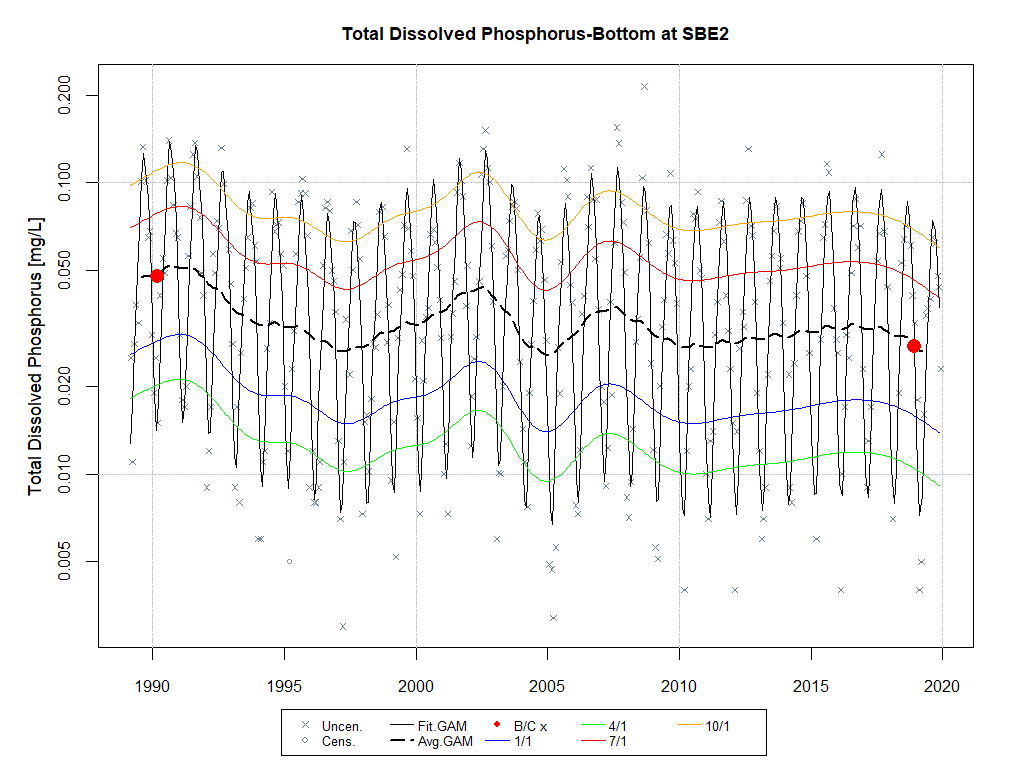 Total Dissolved Phosphorus-Bottom at SBE2
Total Dissolved Phosphorus [mg/L]
0.200
0.100
0.050
0.020
0.010
0.005
1990 1995 2000 2005 2010 2015 2020
Uncen. Fit.GAM B/C x 4/1 10/1
Cens. Avg.GAM 1/1 7/1